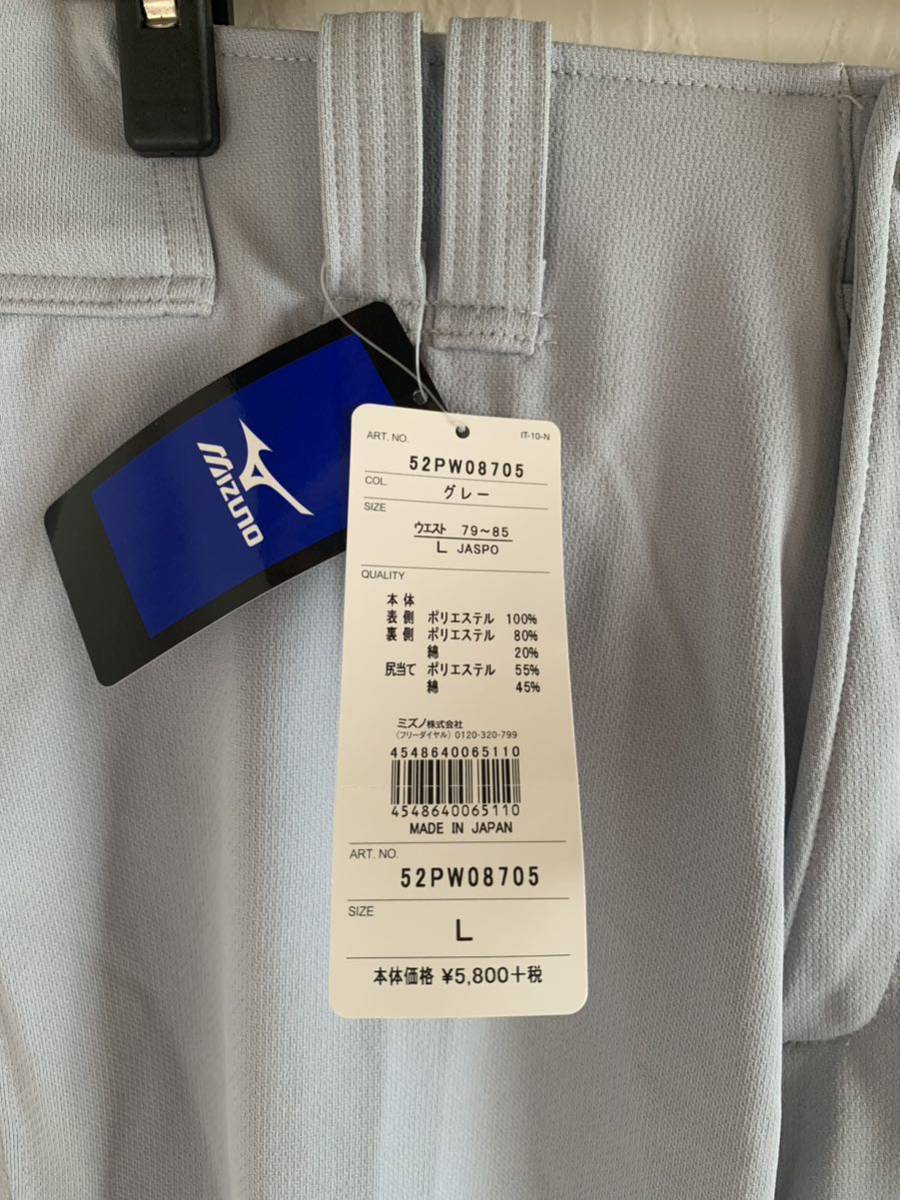 MIZUNO
ART. NO. IT-10-N
52PW08705
COL. グレー
SIZE
ウエスト 79〜85
L JASPO
QUALITY
本体
表側 ポリエステル 100%
裏側 ポリエステル 80%
綿 20%
尻当て ポリエステル 55%
綿 45%
ミズノ株式会社
〈フリーダイヤル〉0120-320-799
4548640065110
4548640065110
MADE IN JAPAN
ART. NO.
52PW08705
SIZE
L
本体価格 ¥5,800+税